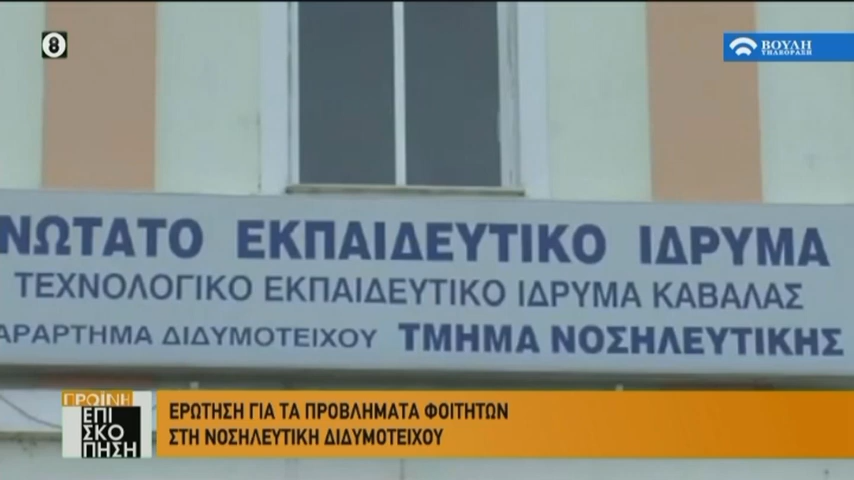 8
ΒΟΥΛΗ
ΤΗΛΕΟΡΑΣΗ
ΝΩΤΑΤΟ ΕΚΠΑΙΔΕΥΤΙΚΟ ΙΔΡΥΜΑ
ΤΕΧΝΟΛΟΓΙΚΟ ΕΚΠΑΙΔΕΥΤΙΚΟ ΙΔΡΥΜΑ ΚΑΒΑΛΑΣ
ΑΡΑΡΤΗΜΑ ΔΙΔΥΜΟΤΕΙΧΟΥ ΤΜΗΜΑ ΝΟΣΗΛΕΥΤΙΚΗΣ
ΠΡΩΙΝΗ
ΕΠΙ
ΣΚΟ
ΠΗΣΗ
ΕΡΩΤΗΣΗ ΓΙΑ ΤΑ ΠΡΟΒΛΗΜΑΤΑ ΦΟΙΤΗΤΩΝ
ΣΤΗ ΝΟΣΗΛΕΥΤΙΚΗ ΔΙΔΥΜΟΤΕΙΧΟΥ